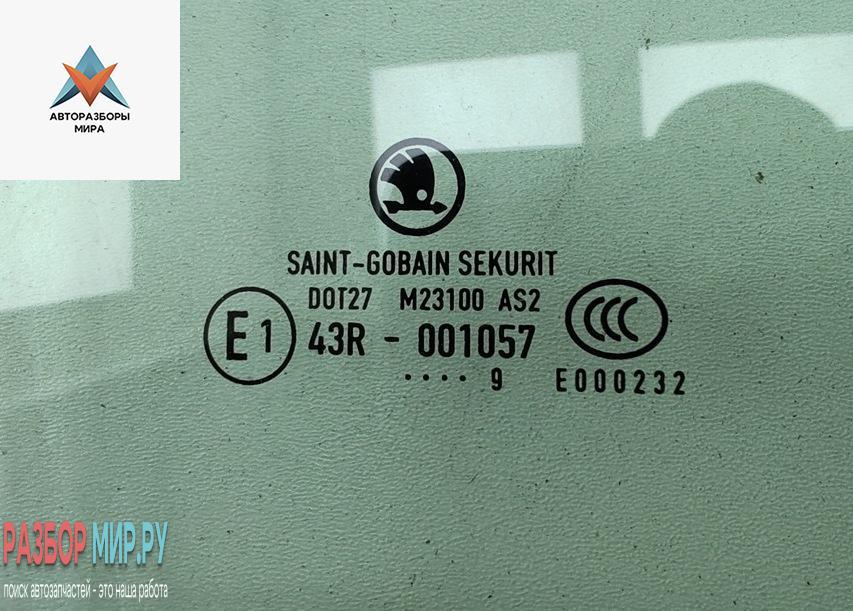 АВТОРАЗБОРЫ
МИРА
SAINT-GOBAIN SEKURIT
DOT27 M23100 AS2
E1 43R - 001057
.... 9 E000232
CCC
РАЗБОР МИР.РУ
поиск автозапчастей - это наша работа